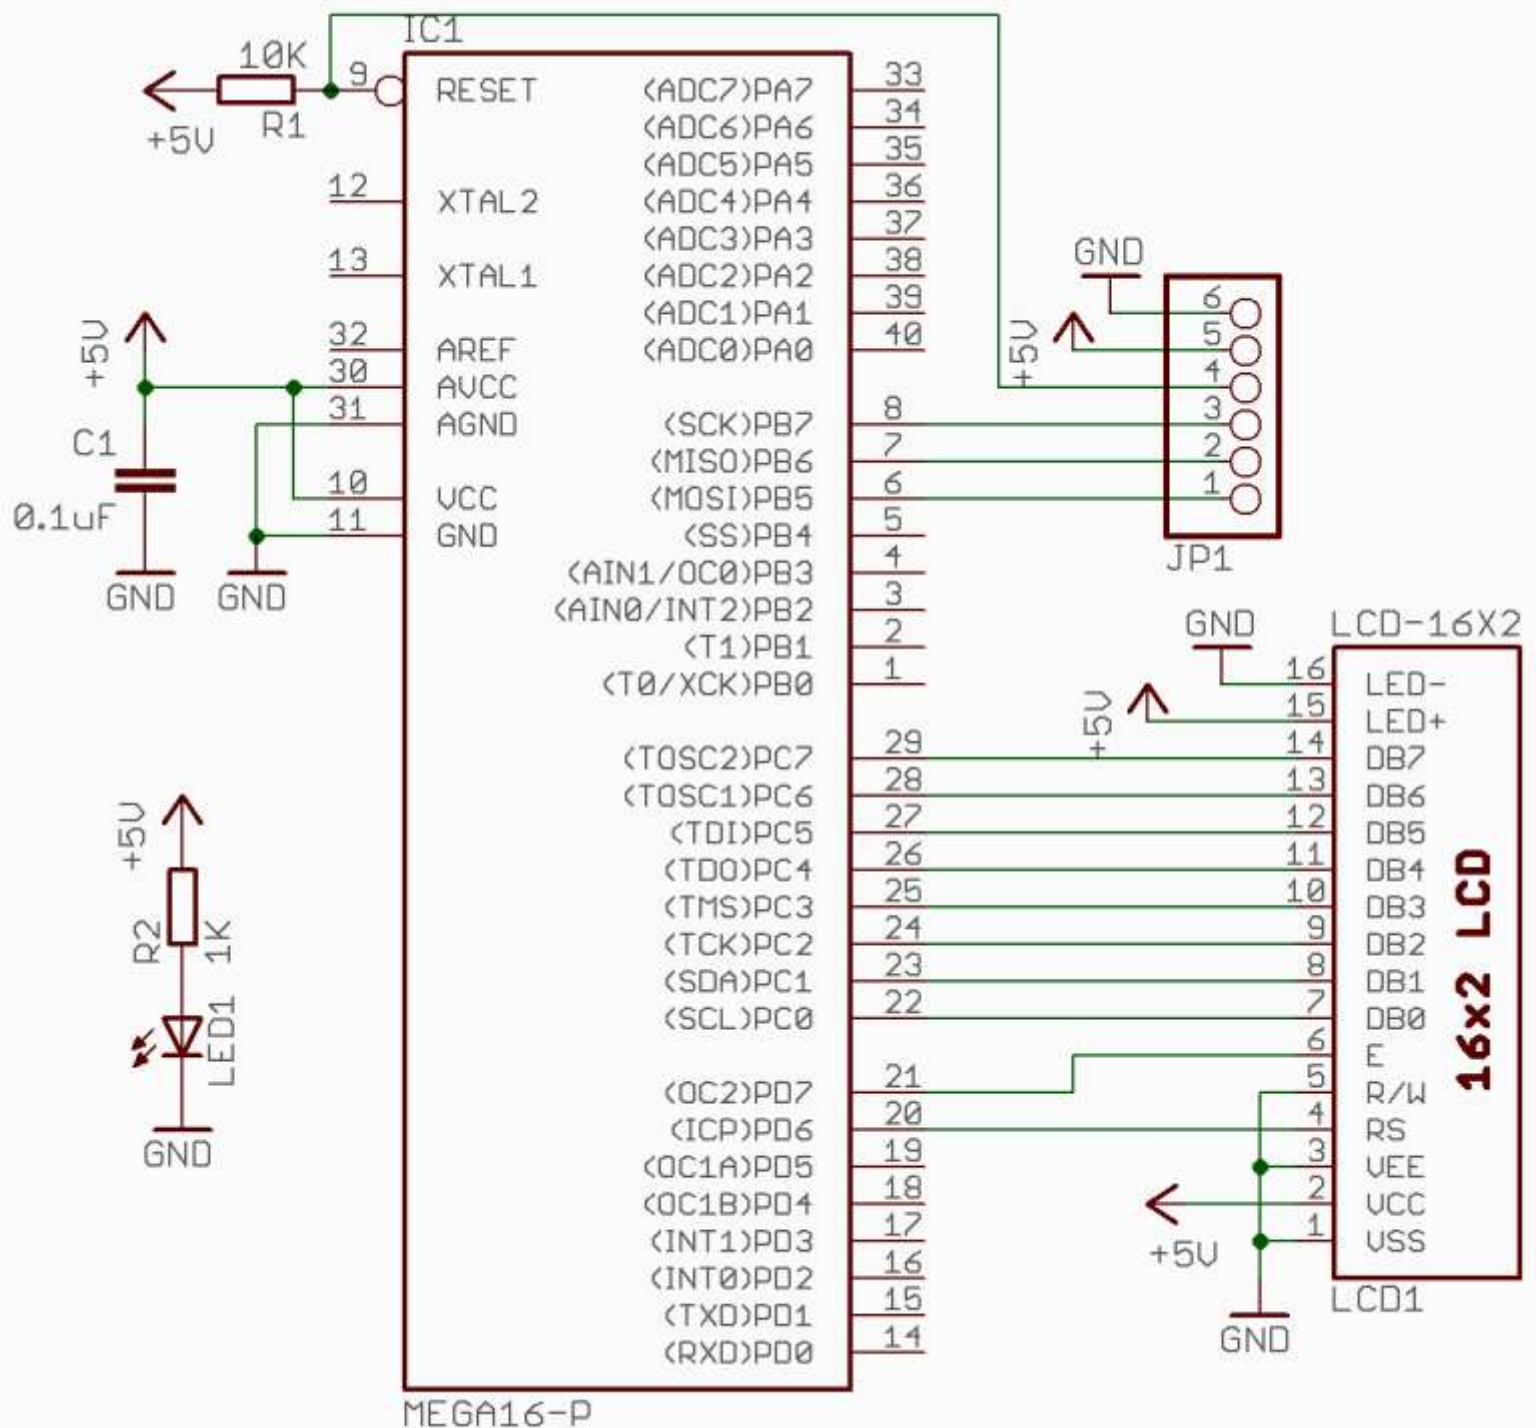 IC1
10K
R1
+5V
9
RESET
12
XTAL2
13
XTAL1
32
AREF
30
AVCC
31
AGND
10
VCC
11
GND
+5V
C1
0.1uF
GND
GND
(ADC7)PA7 33
(ADC6)PA6 34
(ADC5)PA5 35
(ADC4)PA4 36
(ADC3)PA3 37
(ADC2)PA2 38
(ADC1)PA1 39
(ADC0)PA0 40
(SCK)PB7 8
(MISO)PB6 7
(MOSI)PB5 6
(SS)PB4 5
(AIN1/OC0)PB3 4
(AIN0/INT2)PB2 3
(T1)PB1 2
(T0/XCK)PB0 1
(TOSC2)PC7 29
(TOSC1)PC6 28
(TDI)PC5 27
(TDO)PC4 26
(TMS)PC3 25
(TCK)PC2 24
(SDA)PC1 23
(SCL)PC0 22
(OC2)PD7 21
(ICP)PD6 20
(OC1A)PD5 19
(OC1B)PD4 18
(INT1)PD3 17
(INT0)PD2 16
(TXD)PD1 15
(RXD)PD0 14
MEGA16-P
GND
+5V
6
5
4
3
2
1
JP1
+5V
R2
1K
LED1
GND
GND
LCD-16X2
+5V
16 LED-
15 LED+
14 DB7
13 DB6
12 DB5
11 DB4
10 DB3
9 DB2
8 DB1
7 DB0
6 E
5 R/W
4 RS
3 VEE
2 VCC
1 VSS
16x2 LCD
+5V
LCD1
GND